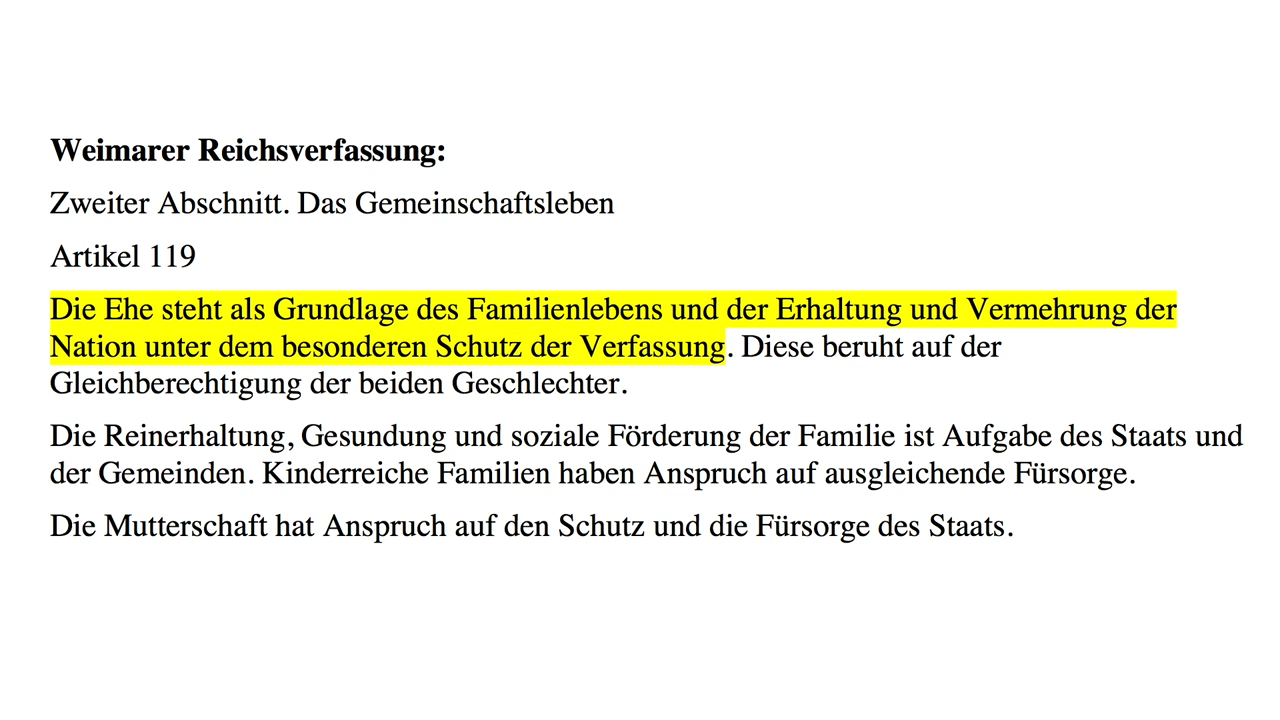 Weimarer Reichsverfassung:
Zweiter Abschnitt. Das Gemeinschaftsleben
Artikel 119
Die Ehe steht als Grundlage des Familienlebens und der Erhaltung und Vermehrung der
Nation unter dem besonderen Schutz der Verfassung. Diese beruht auf der
Gleichberechtigung der beiden Geschlechter.
Die Reinerhaltung, Gesundung und soziale Förderung der Familie ist Aufgabe des Staats und
der Gemeinden. Kinderreiche Familien haben Anspruch auf ausgleichende Fürsorge.
Die Mutterschaft hat Anspruch auf den Schutz und die Fürsorge des Staats.